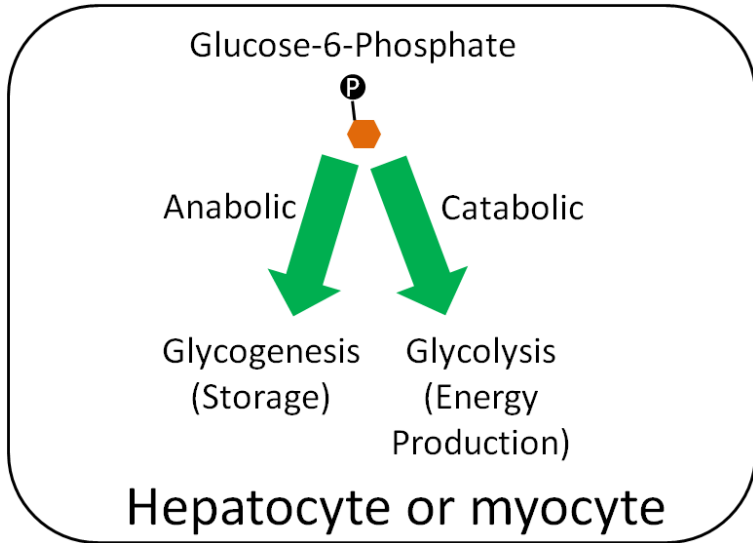 Glucose-6-Phosphate
P
Anabolic
Catabolic
Glycogenesis
(Storage)
Glycolysis
(Energy
Production)
Hepatocyte or myocyte